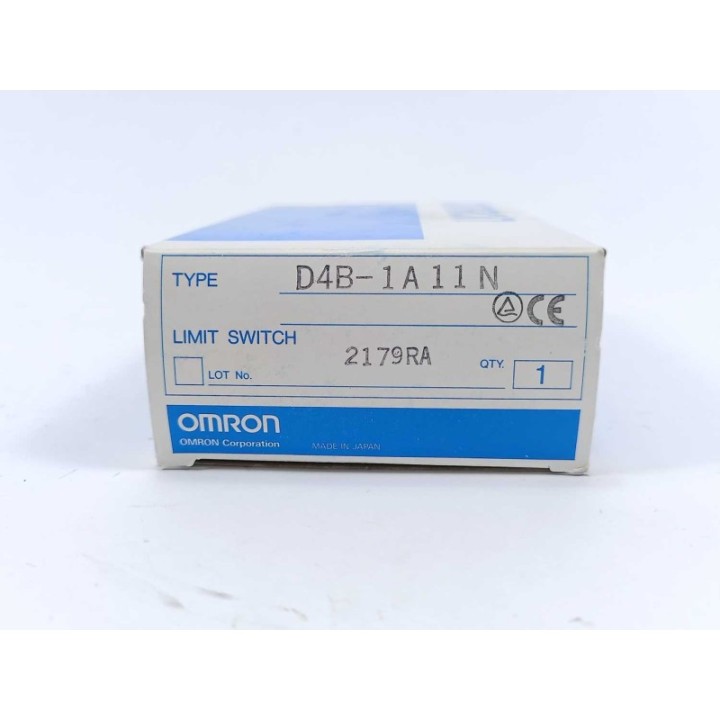 TYPE D4B-1A11N
CE
LIMIT SWITCH
2179RA
LOT No. QTY. 1
OMRON
OMRON Corporation MADE IN JAPAN